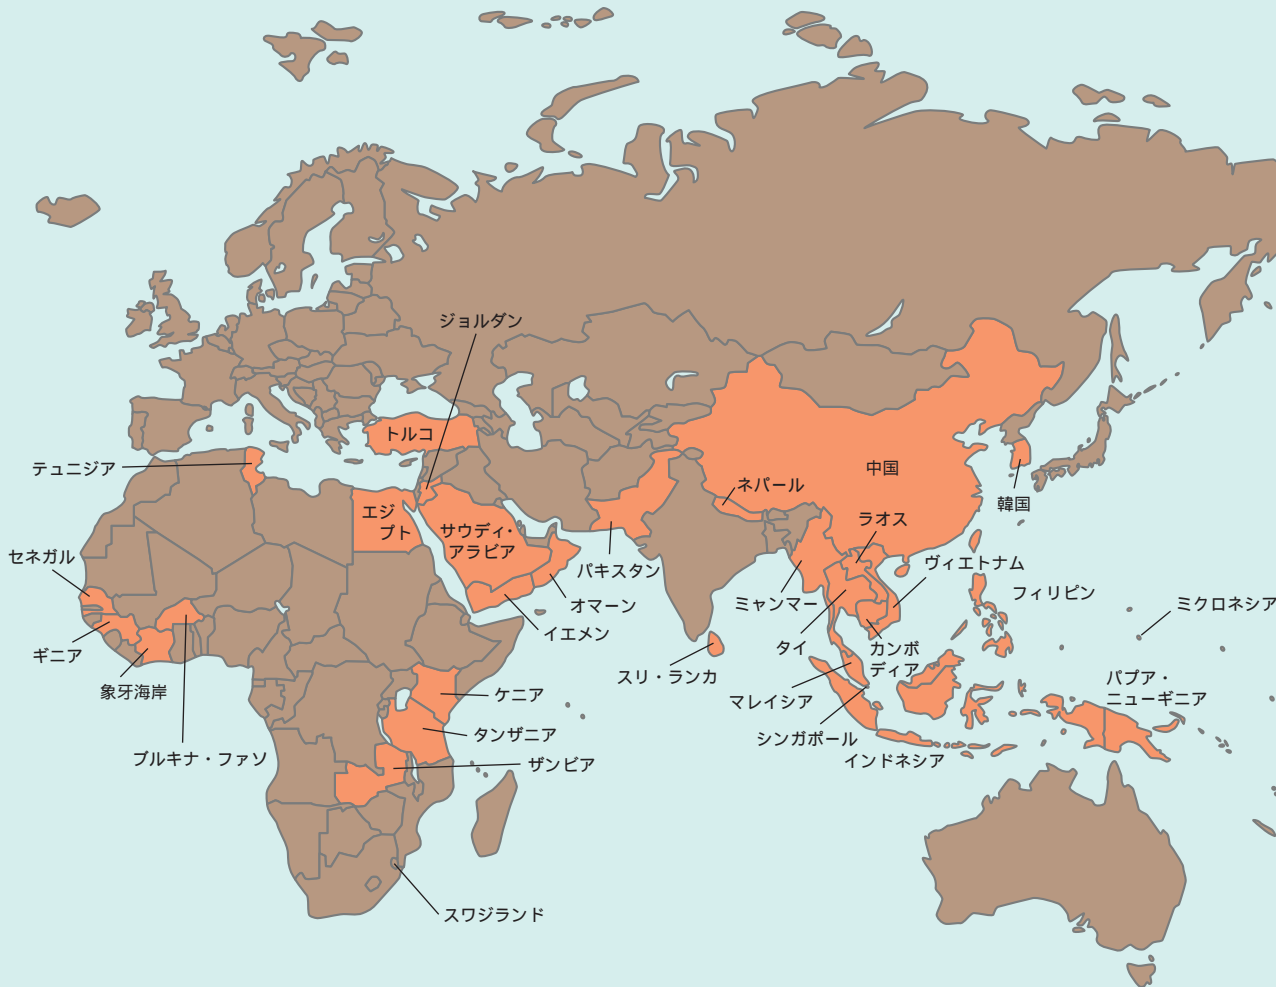 ジョルダン
トルコ
テュニジア
中国
ネパール
韓国
エジ
プト
サウディ・
アラビア
ラオス
セネガル
パキスタン
ヴィエトナム
オマーン
ミャンマー
フィリピン
ミクロネシア
イエメン
ギニア
タイ
カンボ
ディア
スリ・ランカ
象牙海岸
ケニア
マレイシア
パプア・
ニューギニア
タンザニア
シンガポール
ブルキナ・ファソ
ザンビア
インドネシア
スワジランド